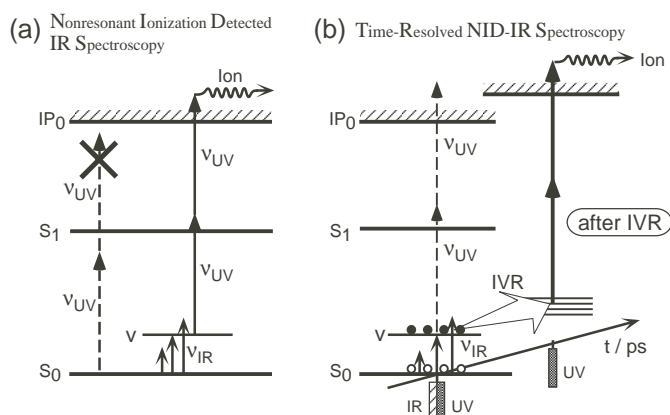 (a) Nonresonant Ionization Detected
IR Spectroscopy
Ion
IP0
νUV
νUV
S1
νUV
νUV
v
νIR
S0
(b) Time-Resolved NID-IR Spectroscopy
Ion
IP0
νUV
S1
after IVR
νUV
IVR
v
νIR
t / ps
S0
UV
IR
UV